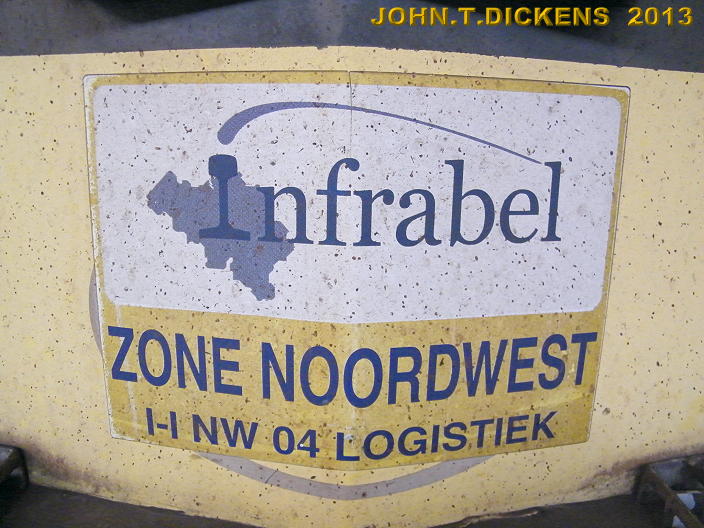 JOHN.T.DICKENS 2013
Infrabel
ZONE NOORDWEST
I-I NW 04 LOGISTIEK